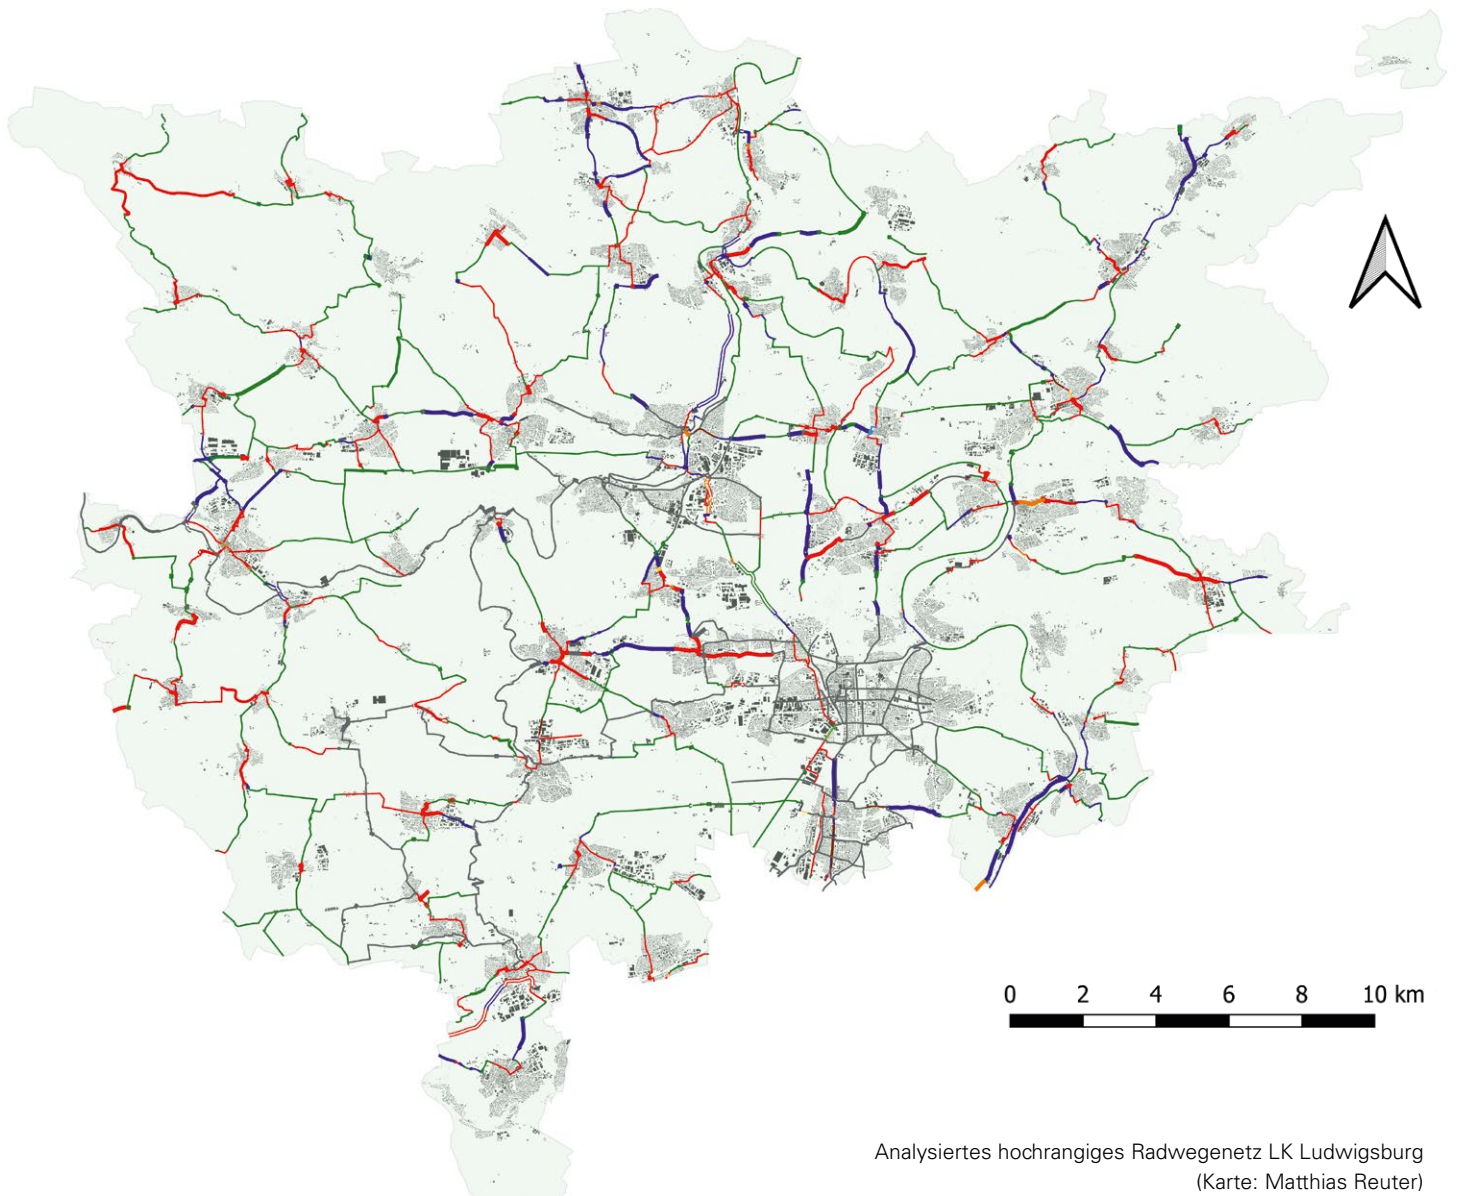 0 2 4 6 8 10 km
Analysiertes hochrangiges Radwegenetz LK Ludwigsburg
(Karte: Matthias Reuter)